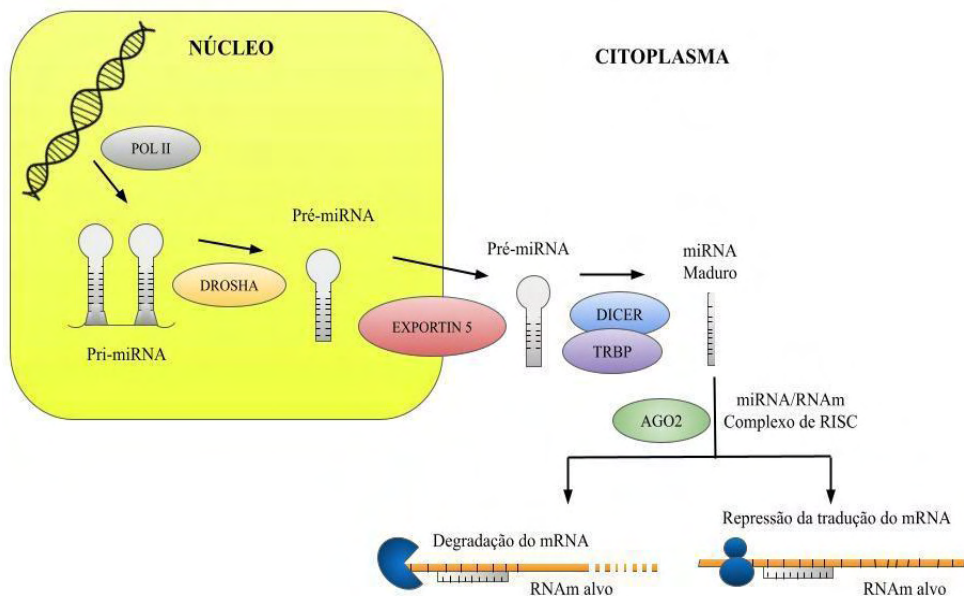 NÚCLEO
CITOPLASMA
POL II
Pré-miRNA
Pré-miRNA
miRNA
Maduro
DROSHA
DICER
EXPORTIN 5
TRBP
Pri-miRNA
miRNA/RNAm
AGO2
Complexo de RISC
Repressão da tradução do mRNA
Degradação do mRNA
RNAm alvo
RNAm alvo